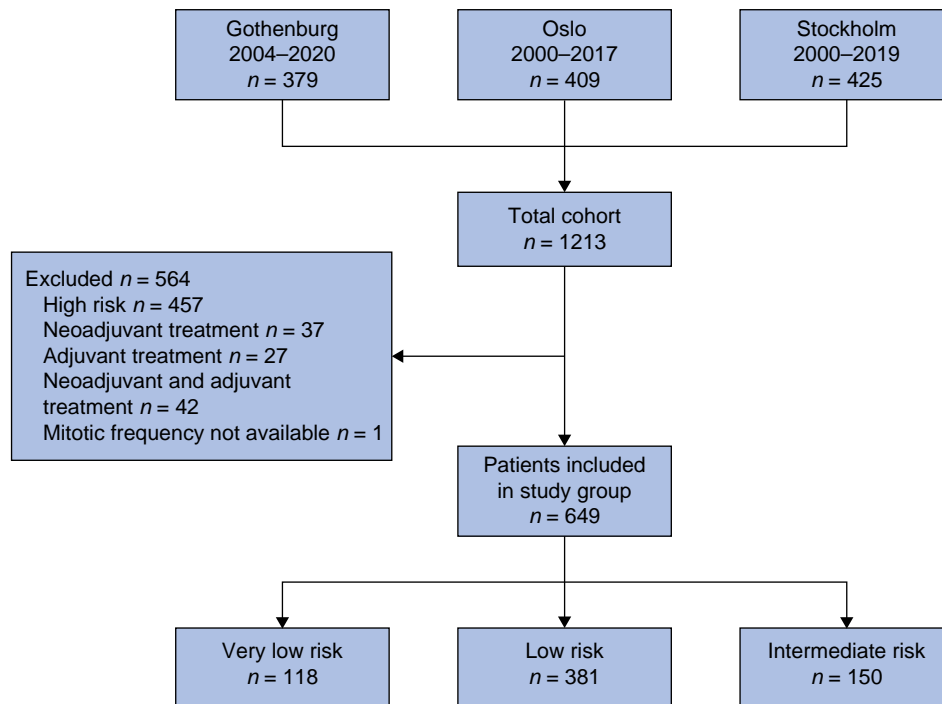 Gothenburg
2004–2020
n = 379
Oslo
2000–2017
n = 409
Stockholm
2000–2019
n = 425
Total cohort
n = 1213
Excluded n = 564
High risk n = 457
Neoadjuvant treatment n = 37
Adjuvant treatment n = 27
Neoadjuvant and adjuvant
treatment n = 42
Mitotic frequency not available n = 1
Patients included
in study group
n = 649
Very low risk
n = 118
Low risk
n = 381
Intermediate risk
n = 150